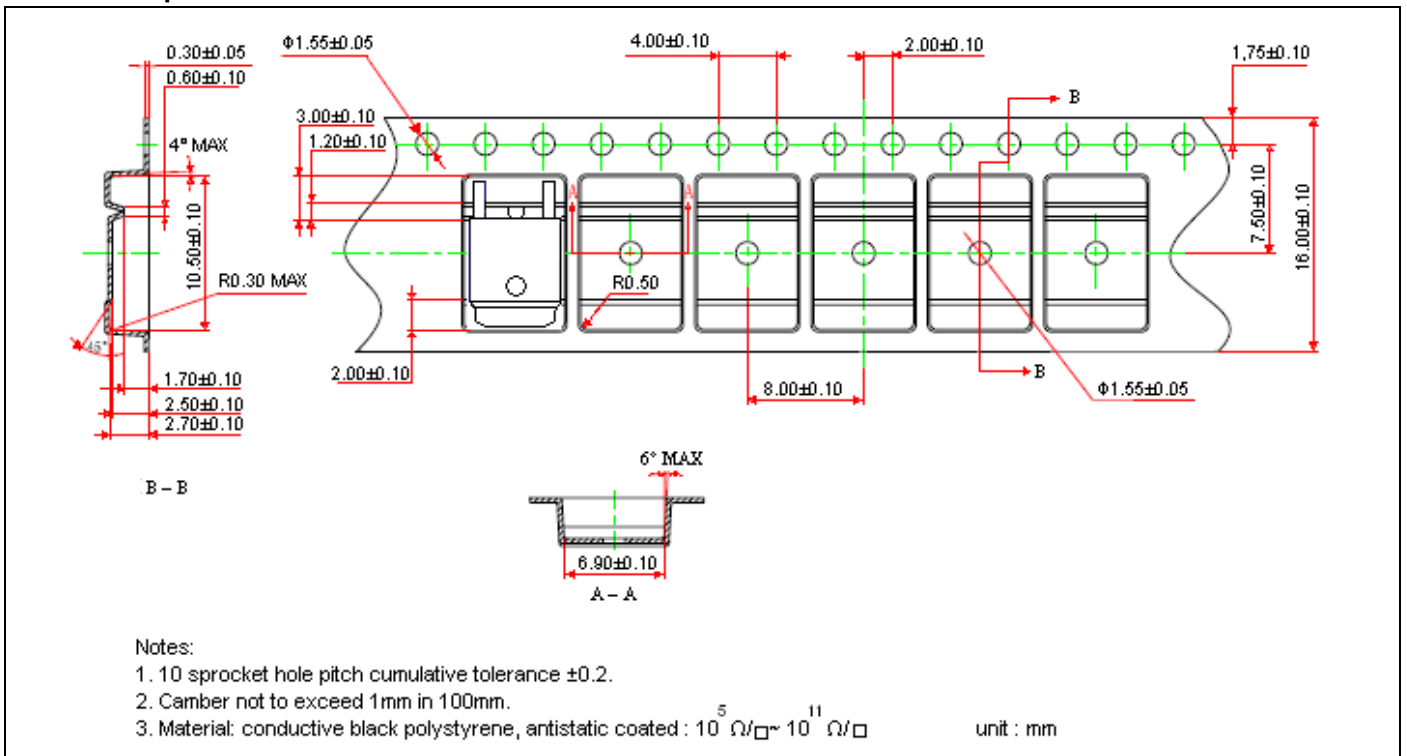 0.30±0.05
0.60±0.10
Φ1.55±0.05
4.00±0.10
2.00±0.10
1,75±0.10
B
3.00±0.10
1.20±0.10
4° MAX
A
A
10.50±0.10
7.50±0.10
16.00±0.10
R0.30 MAX
R0.50
45°
1.70±0.10
2.00±0.10
B
8.00±0.10
Φ1.55±0.05
2.50±0.10
2.70±0.10
B – B
6° MAX
6.90±0.10
A – A
Notes:
1. 10 sprocket hole pitch cumulative tolerance ±0.2.
2. Camber not to exceed 1mm in 100mm.
3. Material: conductive black polystyrene, antistatic coated : 10⁵ Ω/□~ 10¹¹ Ω/□ unit : mm